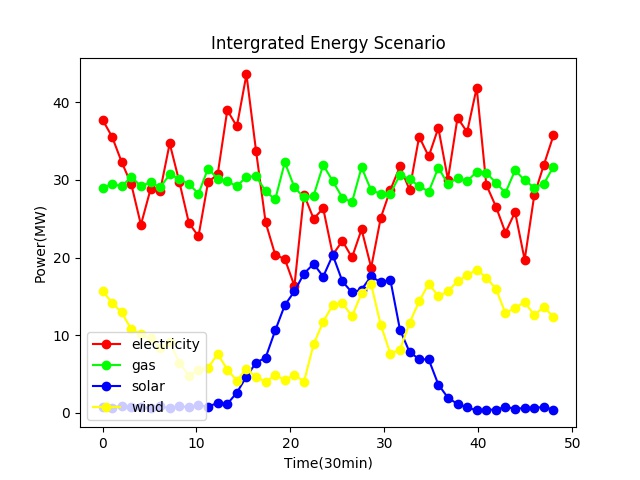 Intergrated Energy Scenario
Power(MW)
40
30
20
10
0
electricity
gas
solar
wind
0 10 20 30 40 50
Time(30min)